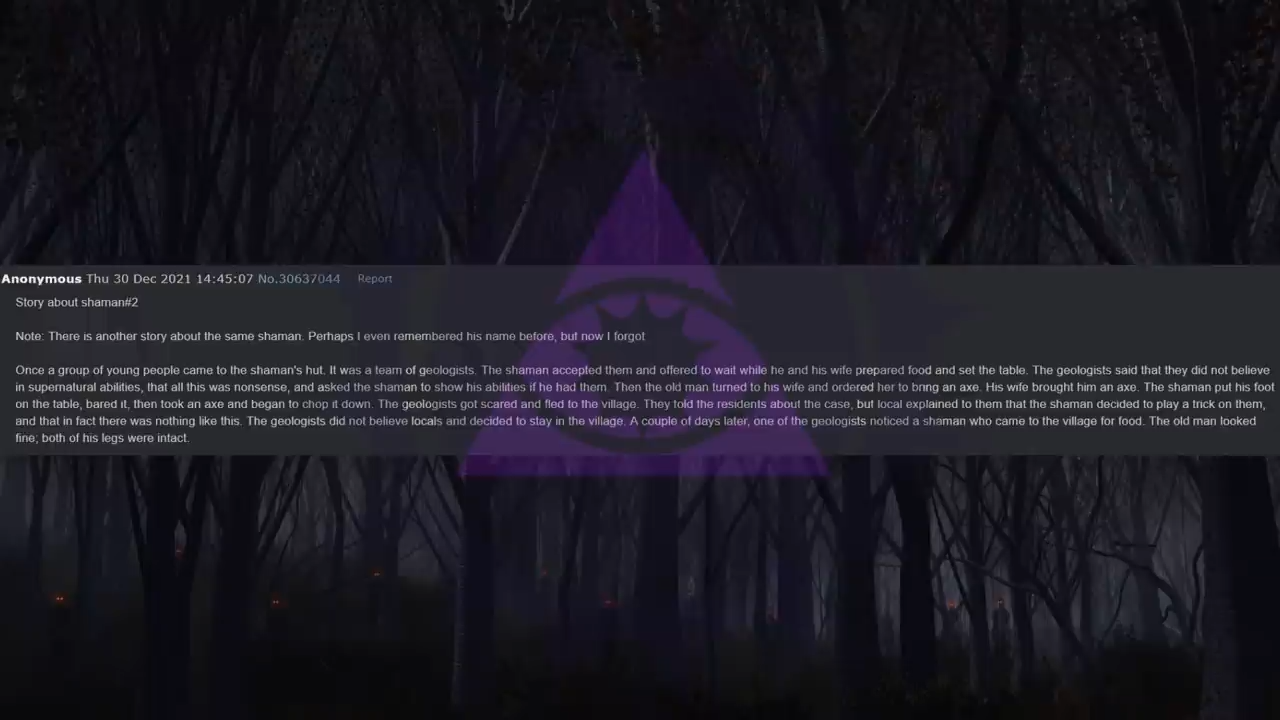 Anonymous Thu 30 Dec 2021 14:45:07 No.30637044 Report
Story about shaman#2
Note: There is another story about the same shaman. Perhaps I even remembered his name before, but now I forgot
Once a group of young people came to the shaman's hut. It was a team of geologists. The shaman accepted them and offered to wait while he and his wife prepared food and set the table. The geologists said that they did not believe
in supernatural abilities, that all this was nonsense, and asked the shaman to show his abilities if he had them. Then the old man turned to his wife and ordered her to bring an axe. His wife brought him an axe. The shaman put his foot
on the table, bared it, then took an axe and began to chop it down. The geologists got scared and fled to the village. They told the residents about the case, but local explained to them that the shaman decided to play a trick on them,
and that in fact there was nothing like this. The geologists did not believe locals and decided to stay in the village. A couple of days later, one of the geologists noticed a shaman who came to the village for food. The old man looked
fine; both of his legs were intact.